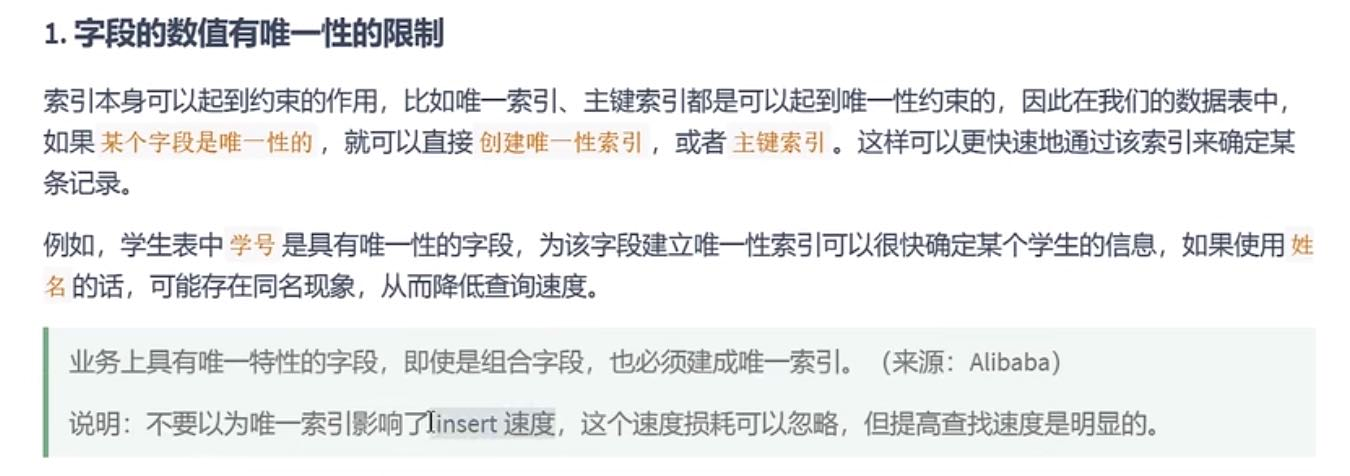 1. 字段的数值有唯一性的限制
索引本身可以起到约束的作用，比如唯一索引、主键索引都是可以起到唯一性约束的，因此在我们的数据表中，
如果 某个字段是唯一性的 ，就可以直接 创建唯一性索引 ，或者 主键索引 。这样可以更快速地通过该索引来确定某
条记录。
例如，学生表中 学号 是具有唯一性的字段，为该字段建立唯一性索引可以很快确定某个学生的信息，如果使用 姓
名 的话，可能存在同名现象，从而降低查询速度。
业务上具有唯一特性的字段，即使是组合字段，也必须建成唯一索引。（来源：Alibaba）
说明：不要以为唯一索引影响了 insert 速度，这个速度损耗可以忽略，但提高查找速度是明显的。